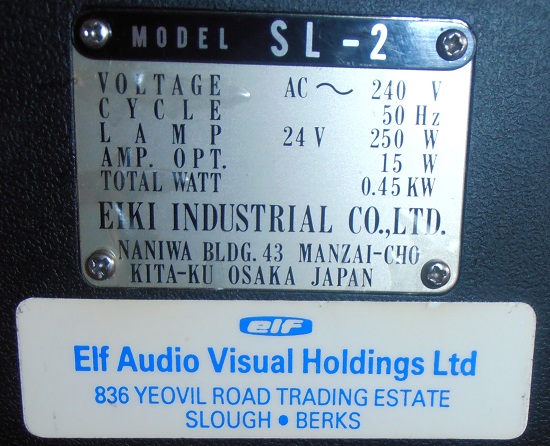 MODEL SL-2
VOLTAGE AC ~ 240 V
CYCLE 50 Hz
LAMP 24 V 250 W
AMP. OPT. 15 W
TOTAL WATT 0.45 KW
EIKI INDUSTRIAL CO.,LTD.
NANIWA BLDG. 43 MANZAI-CHO
KITA-KU OSAKA JAPAN
elf
Elf Audio Visual Holdings Ltd
836 YEOVIL ROAD TRADING ESTATE
SLOUGH • BERKS